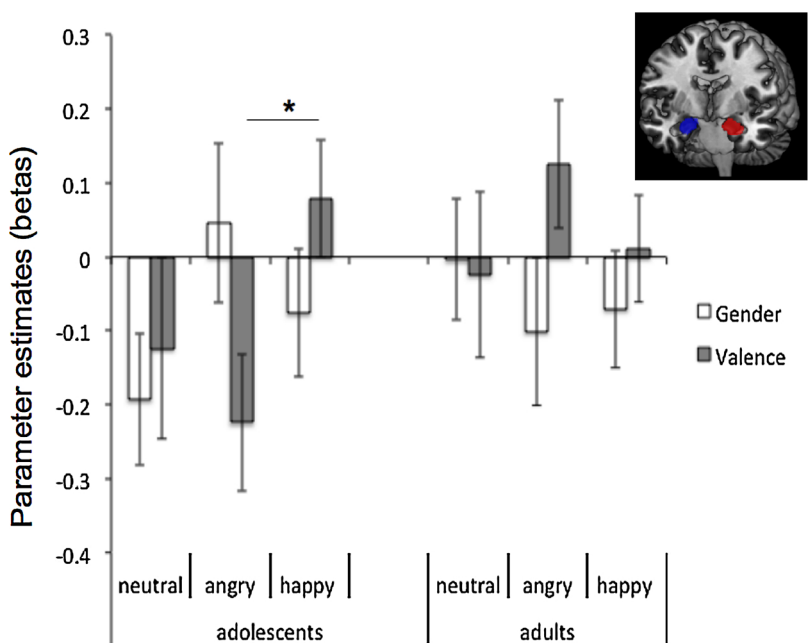 Parameter estimates (betas)
0.3
0.2
0.1
0
-0.1
-0.2
-0.3
-0.4
*
Gender
Valence
neutral angry happy neutral angry happy
adolescents adults